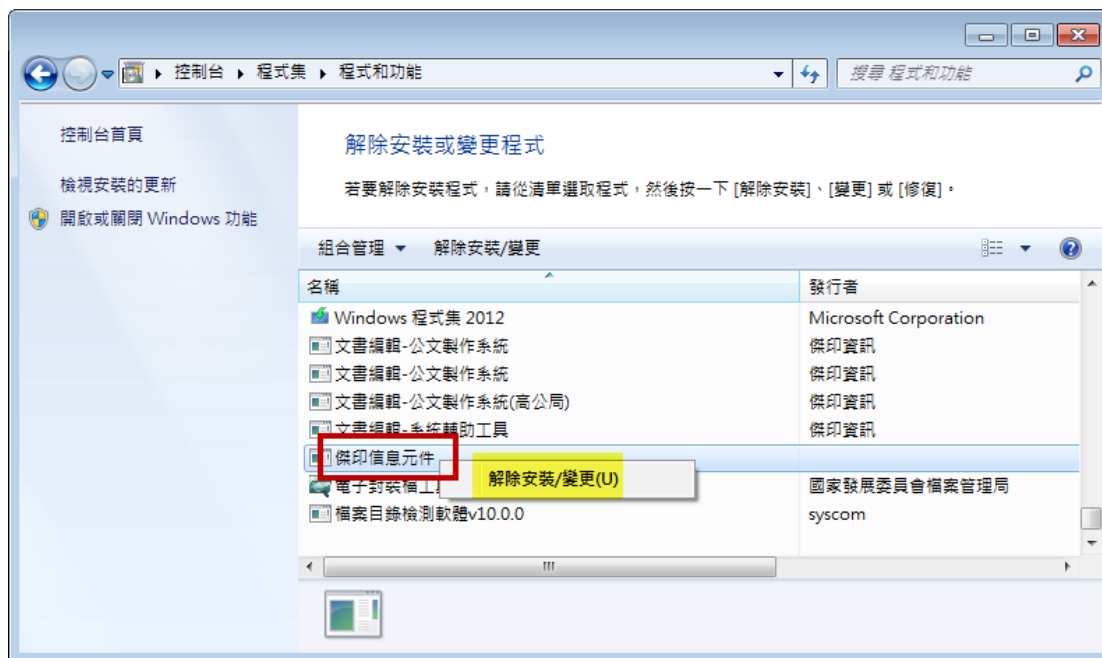 控制台 ▸ 程式集 ▸ 程式和功能
搜尋 程式和功能
控制台首頁
檢視安裝的更新
開啟或關閉 Windows 功能
解除安裝或變更程式
若要解除安裝程式，請從清單選取程式，然後按一下 [解除安裝]、[變更] 或 [修復]。
組合管理 ▼ 解除安裝/變更
名稱 發行者
Windows 程式集 2012 Microsoft Corporation
文書編輯-公文製作系統 傑印資訊
文書編輯-公文製作系統 傑印資訊
文書編輯-公文製作系統(高公局) 傑印資訊
文書編輯-系統輔助工具 傑印資訊
傑印信息元件
解除安裝/變更(U)
電子封裝檔工 國家發展委員會檔案管理局
檔案目錄檢測軟體v10.0.0 syscom